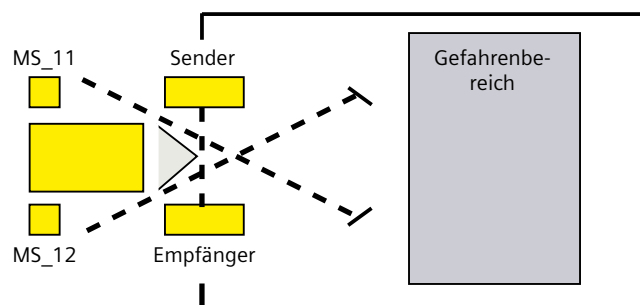 MS_11
Sender
Gefahrenbe-
reich
MS_12
Empfänger